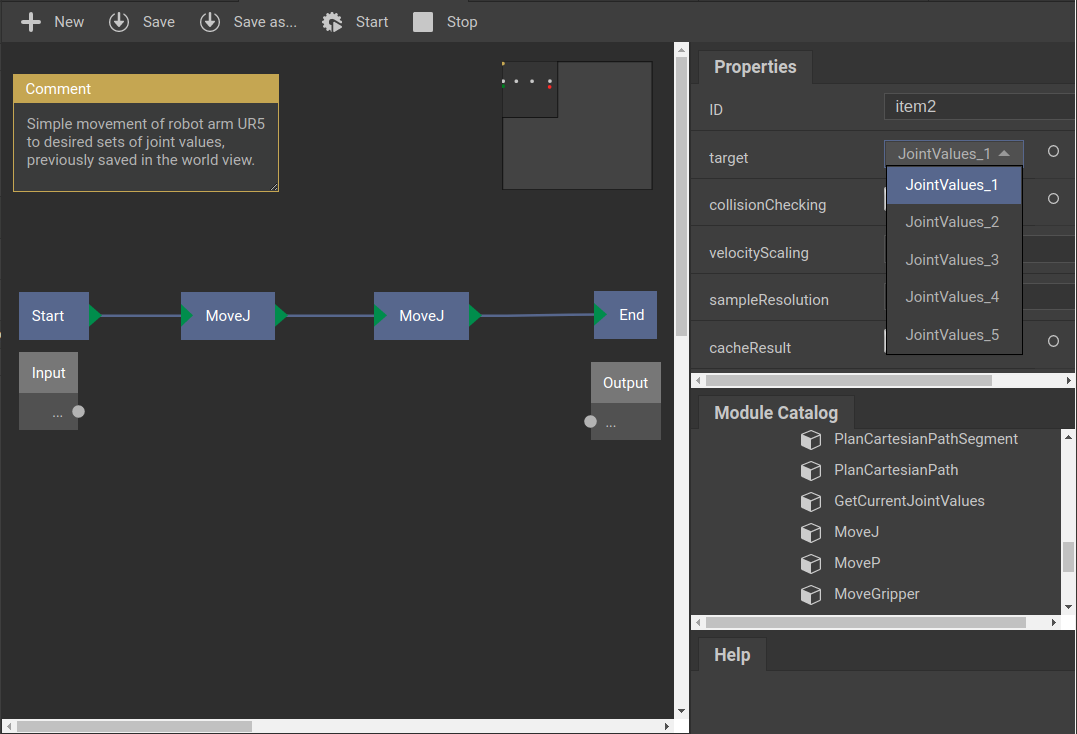 New Save Save as... Start Stop
Comment
Simple movement of robot arm UR5
to desired sets of joint values,
previously saved in the world view.
Start MoveJ MoveJ End
Input
...
Output
...
Properties
ID item2
target JointValues_1
JointValues_1
JointValues_2
JointValues_3
JointValues_4
JointValues_5
collisionChecking
velocityScaling
sampleResolution
cacheResult
Module Catalog
PlanCartesianPathSegment
PlanCartesianPath
GetCurrentJointValues
MoveJ
MoveP
MoveGripper
Help